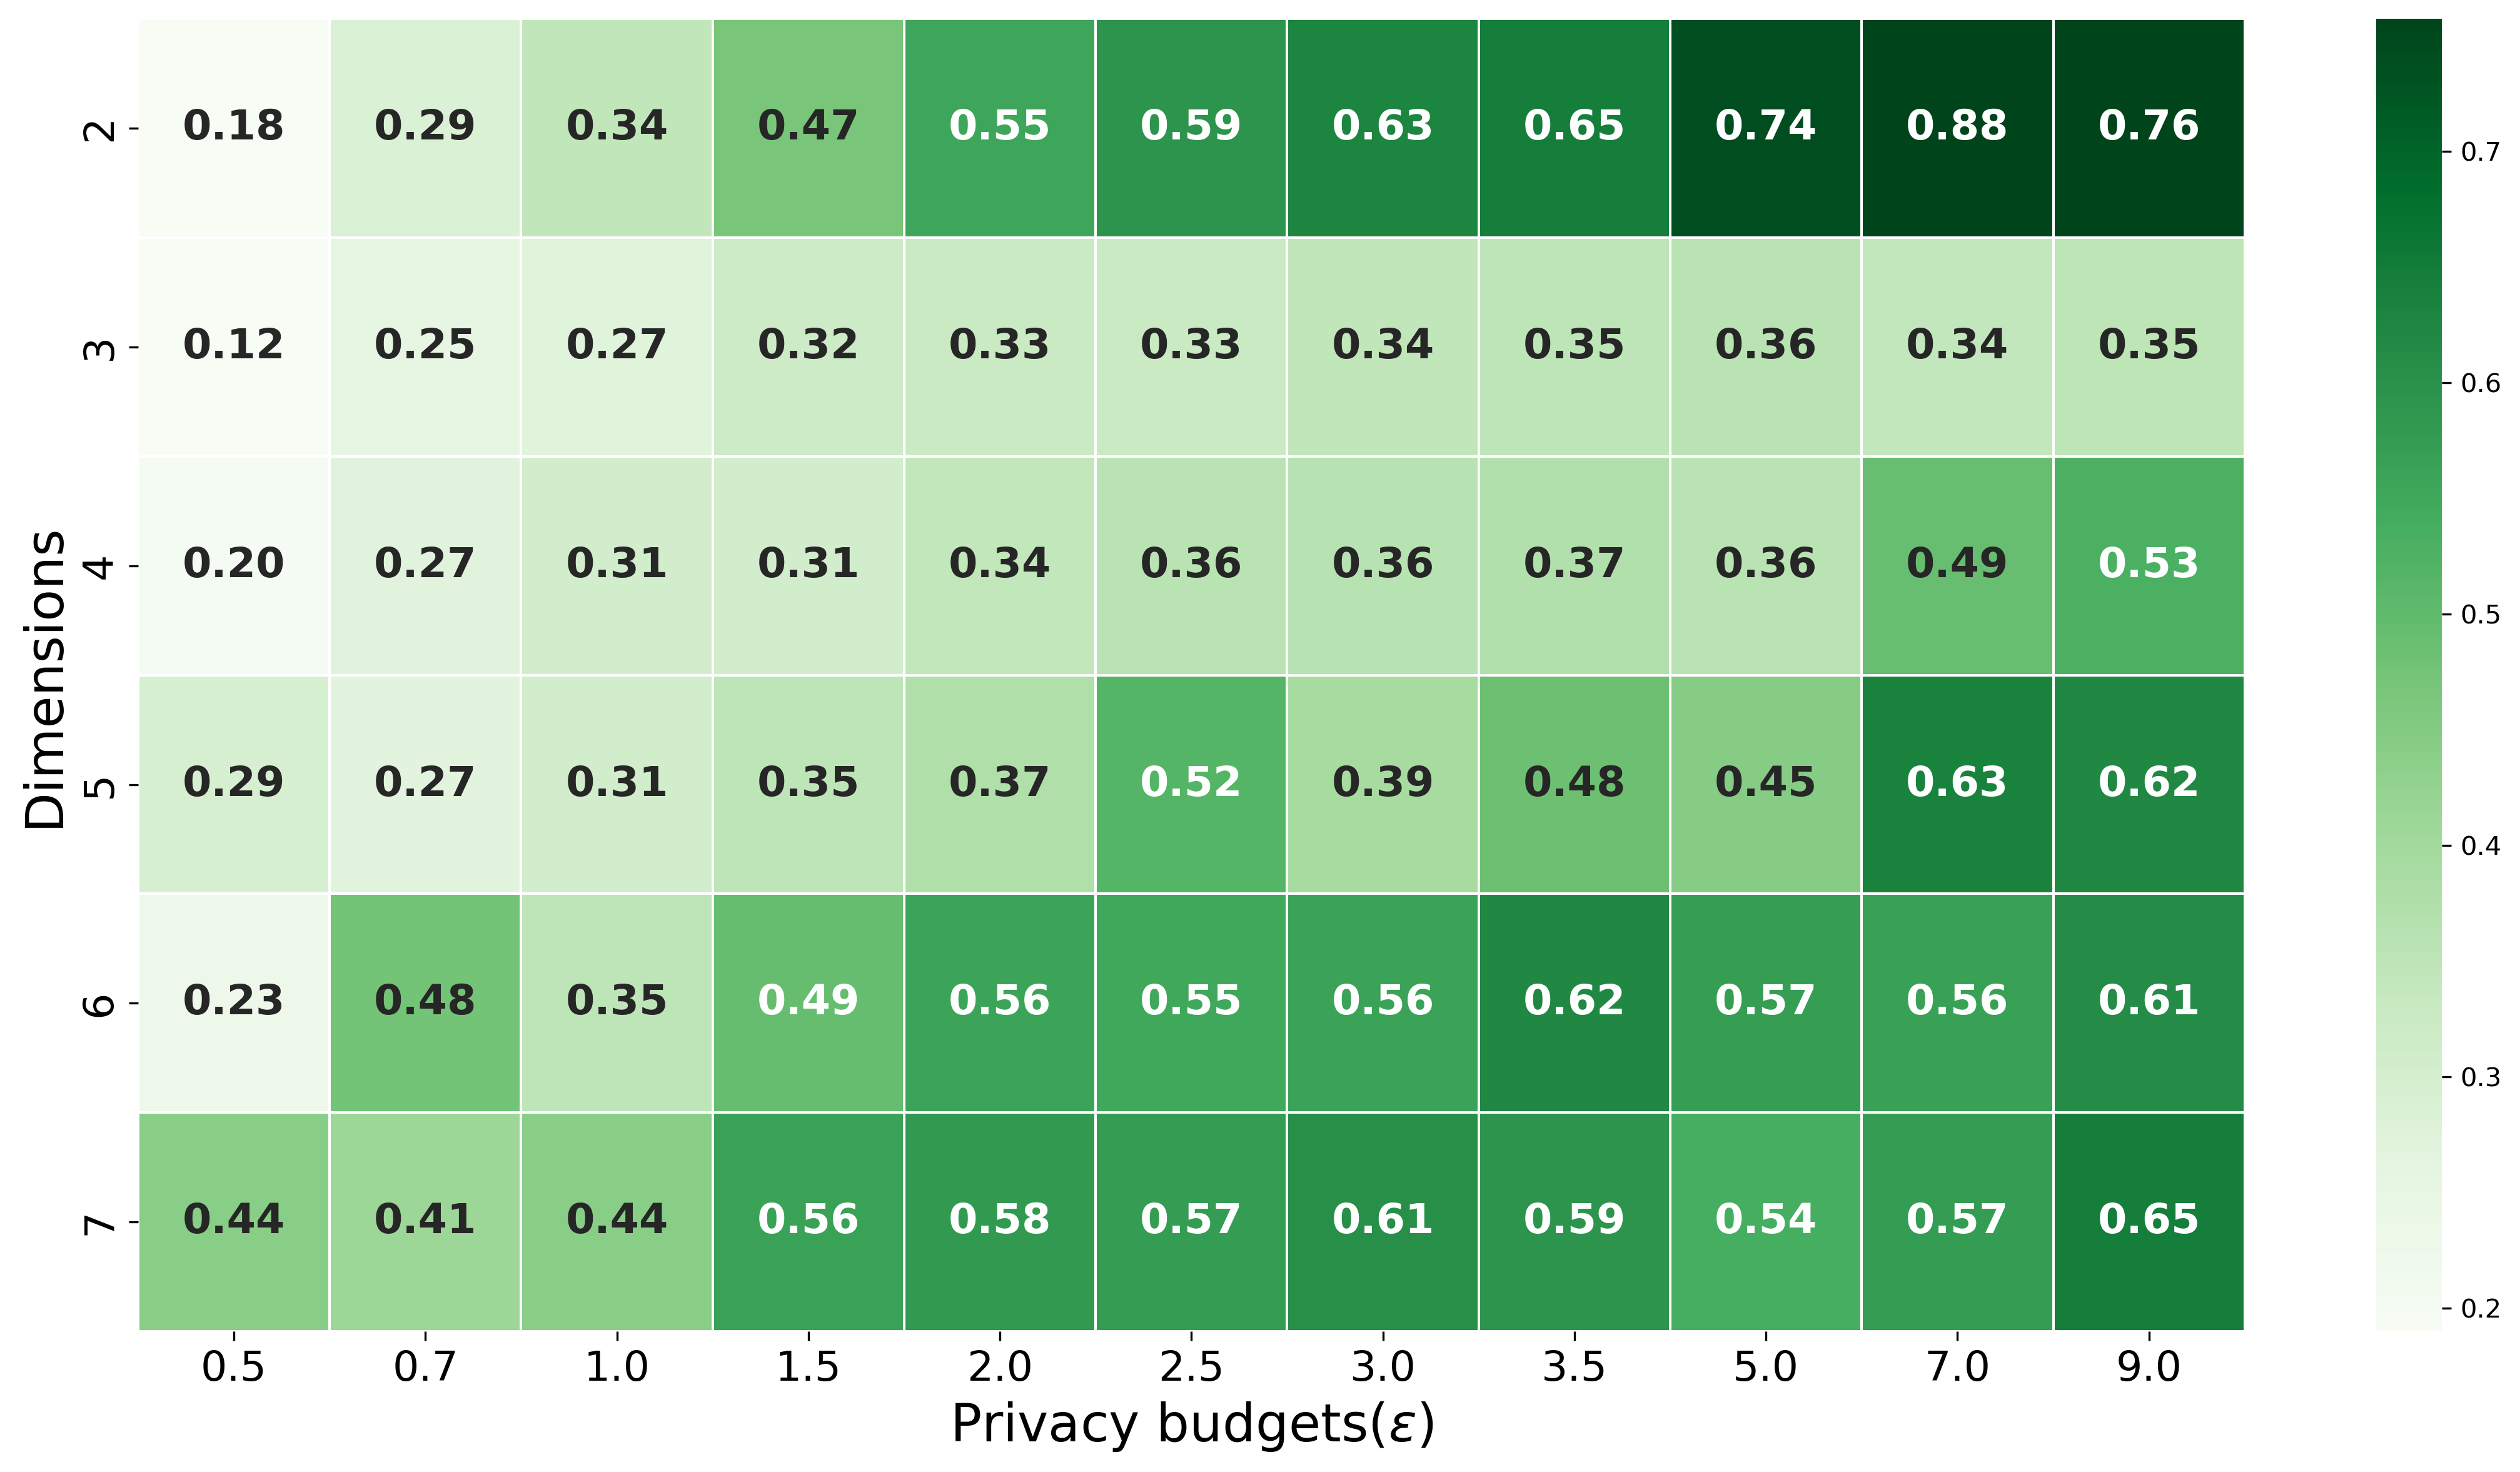 2 0.18 0.29 0.34 0.47 0.55 0.59 0.63 0.65 0.74 0.88 0.76
3 0.12 0.25 0.27 0.32 0.33 0.33 0.34 0.35 0.36 0.34 0.35
4 0.20 0.27 0.31 0.31 0.34 0.36 0.36 0.37 0.36 0.49 0.53
5 0.29 0.27 0.31 0.35 0.37 0.52 0.39 0.48 0.45 0.63 0.62
6 0.23 0.48 0.35 0.49 0.56 0.55 0.56 0.62 0.57 0.56 0.61
7 0.44 0.41 0.44 0.56 0.58 0.57 0.61 0.59 0.54 0.57 0.65
0.5 0.7 1.0 1.5 2.0 2.5 3.0 3.5 5.0 7.0 9.0
Privacy budgets(ε)
Dimensions
0.7
0.6
0.5
0.4
0.3
0.2